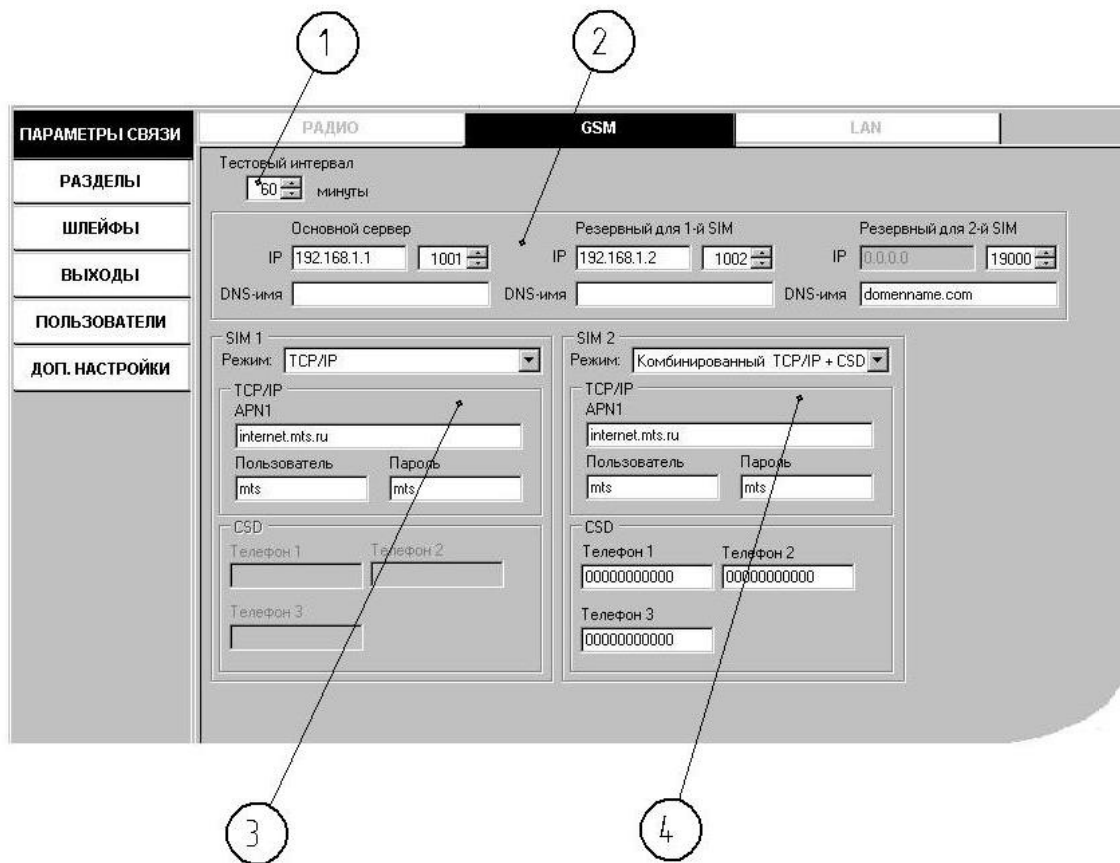 1
2
ПАРАМЕТРЫ СВЯЗИ
РАЗДЕЛЫ
ШЛЕЙФЫ
ВЫХОДЫ
ПОЛЬЗОВАТЕЛИ
ДОП. НАСТРОЙКИ
РАДИО GSM LAN
Тестовый интервал
60 минуты
Основной сервер Резервный для 1-й SIM Резервный для 2-й SIM
IP 192.168.1.1 1001 IP 192.168.1.2 1002 IP 0.0.0.0 19000
DNS-имя DNS-имя DNS-имя domenname.com
SIM 1
Режим: TCP/IP
TCP/IP
APN1
internet.mts.ru
Пользователь Пароль
mts mts
CSD
Телефон 1 Телефон 2
Телефон 3
SIM 2
Режим: Комбинированный TCP/IP + CSD
TCP/IP
APN1
internet.mts.ru
Пользователь Пароль
mts mts
CSD
Телефон 1 Телефон 2
00000000000 00000000000
Телефон 3
00000000000
3
4